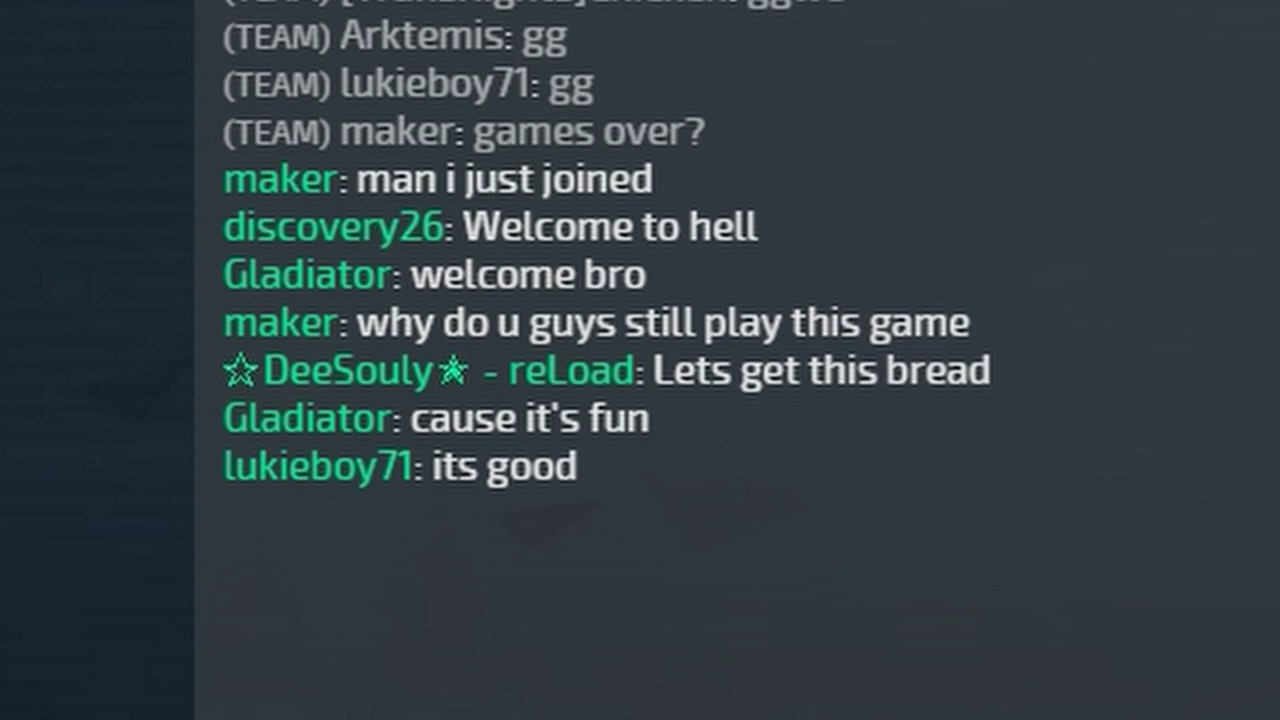 (TEAM) Arktemis: gg
(TEAM) lukieboy71: gg
(TEAM) maker: games over?
maker: man i just joined
discovery26: Welcome to hell
Gladiator: welcome bro
maker: why do u guys still play this game
☆DeeSouly★ - reLoad: Lets get this bread
Gladiator: cause it's fun
lukieboy71: its good